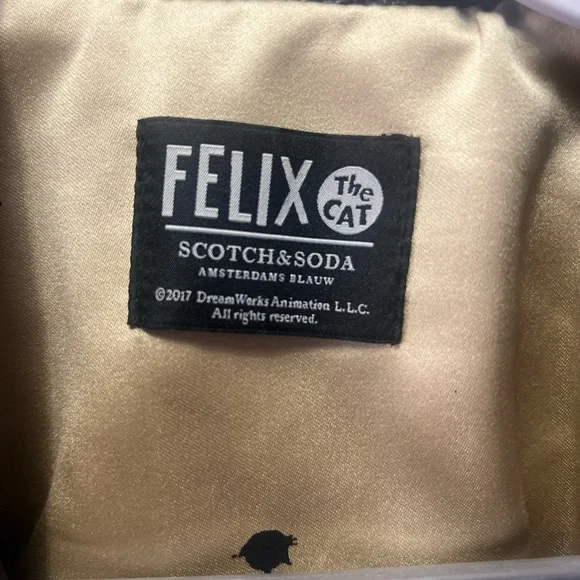 FELIX The CAT
SCOTCH&SODA
AMSTERDAMS BLAUW
©2017 DreamWorks Animation L.L.C.
All rights reserved.